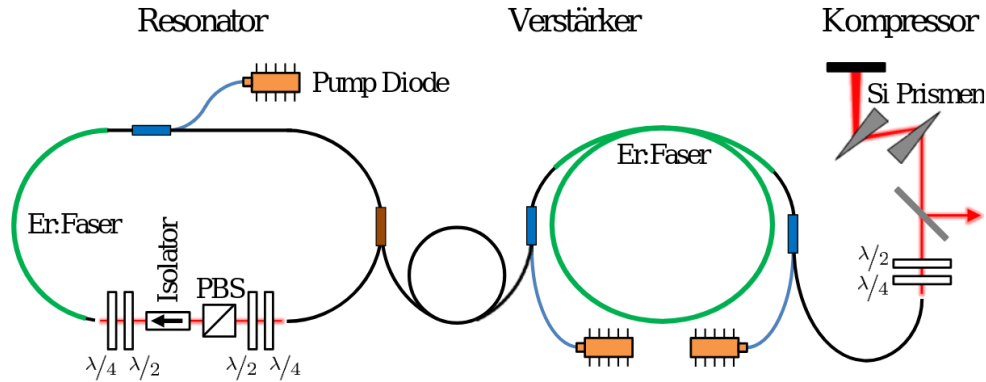 Resonator
Verstärker
Kompressor
Pump Diode
Si Prismen
Er:Faser
Er:Faser
Isolator
PBS
λ/4
λ/2
λ/2
λ/4
λ/2
λ/4